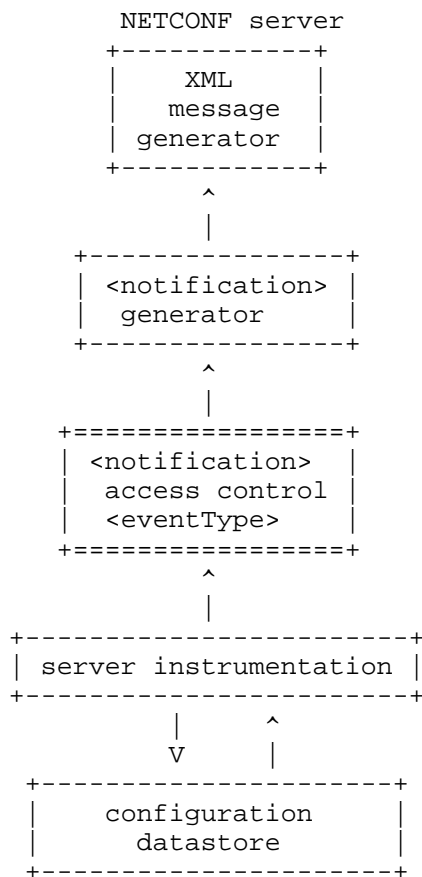 NETCONF server
XML
message
generator
<notification>
generator
<notification>
access control
<eventType>
server instrumentation
configuration
datastore